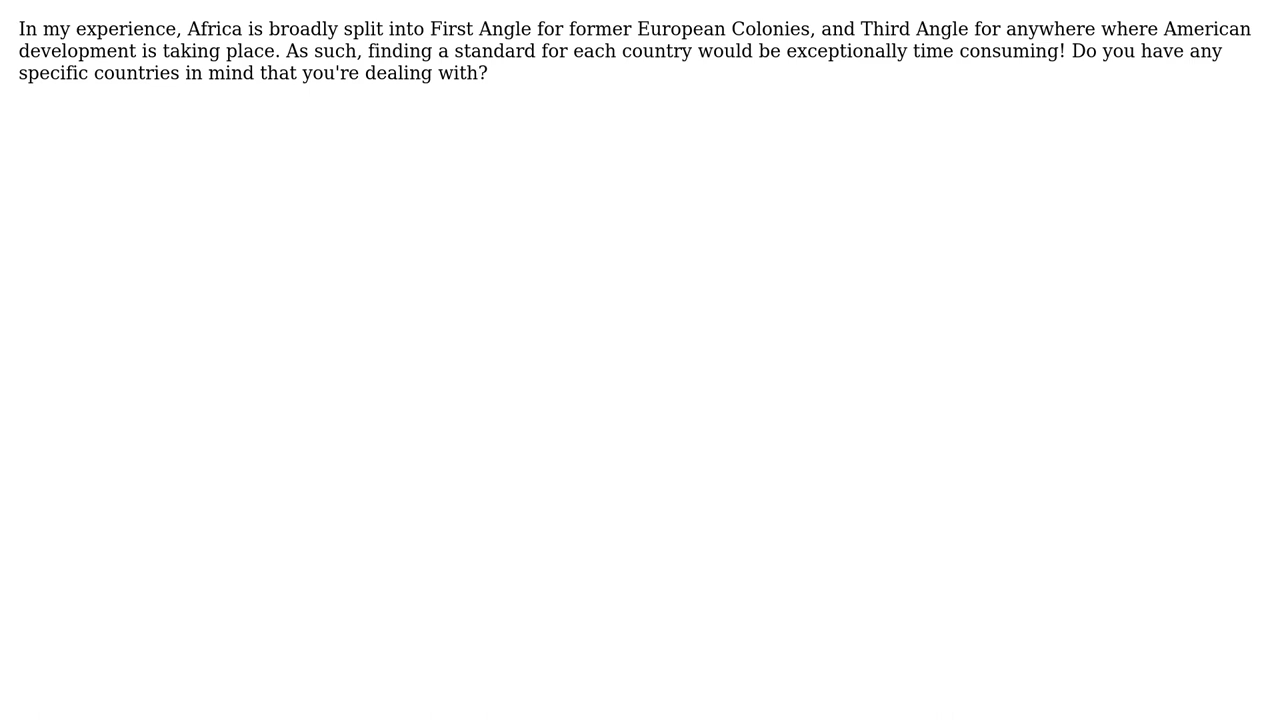 In my experience, Africa is broadly split into First Angle for former European Colonies, and Third Angle for anywhere where American
development is taking place. As such, finding a standard for each country would be exceptionally time consuming! Do you have any
specific countries in mind that you're dealing with?